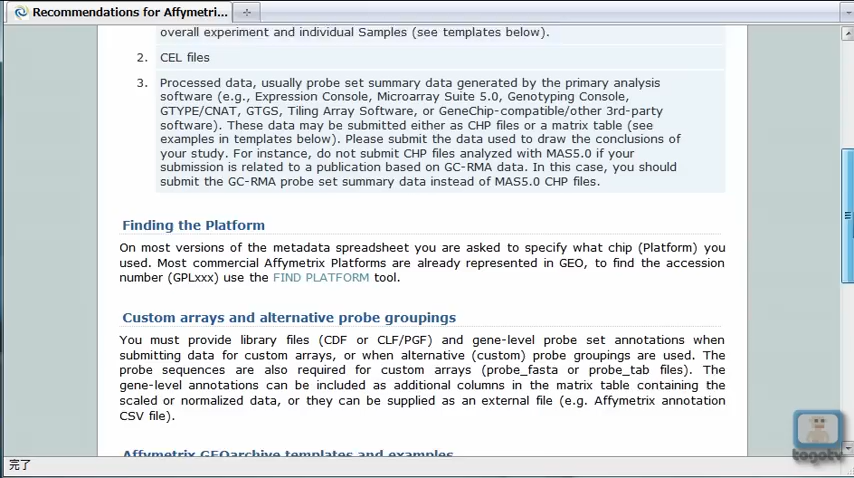 Recommendations for Affymetri...
overall experiment and individual Samples (see templates below).
2. CEL files
3. Processed data, usually probe set summary data generated by the primary analysis
software (e.g., Expression Console, Microarray Suite 5.0, Genotyping Console,
GTYPE/CNAT, GTGS, Tiling Array Software, or GeneChip-compatible/other 3rd-party
software). These data may be submitted either as CHP files or a matrix table (see
examples in templates below). Please submit the data used to draw the conclusions of
your study. For instance, do not submit CHP files analyzed with MAS5.0 if your
submission is related to a publication based on GC-RMA data. In this case, you should
submit the GC-RMA probe set summary data instead of MAS5.0 CHP files.
Finding the Platform
On most versions of the metadata spreadsheet you are asked to specify what chip (Platform) you
used. Most commercial Affymetrix Platforms are already represented in GEO, to find the accession
number (GPLxxx) use the FIND PLATFORM tool.
Custom arrays and alternative probe groupings
You must provide library files (CDF or CLF/PGF) and gene-level probe set annotations when
submitting data for custom arrays, or when alternative (custom) probe groupings are used. The
probe sequences are also required for custom arrays (probe_fasta or probe_tab files). The
gene-level annotations can be included as additional columns in the matrix table containing the
scaled or normalized data, or they can be supplied as an external file (e.g. Affymetrix annotation
CSV file).
Affymetrix GEOarchive templates and examples
完了
togotv